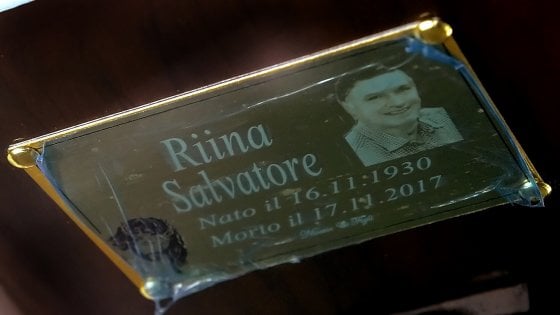 Riina
Salvatore
Nato il 16.11.1930
Morto il 17.11.2017